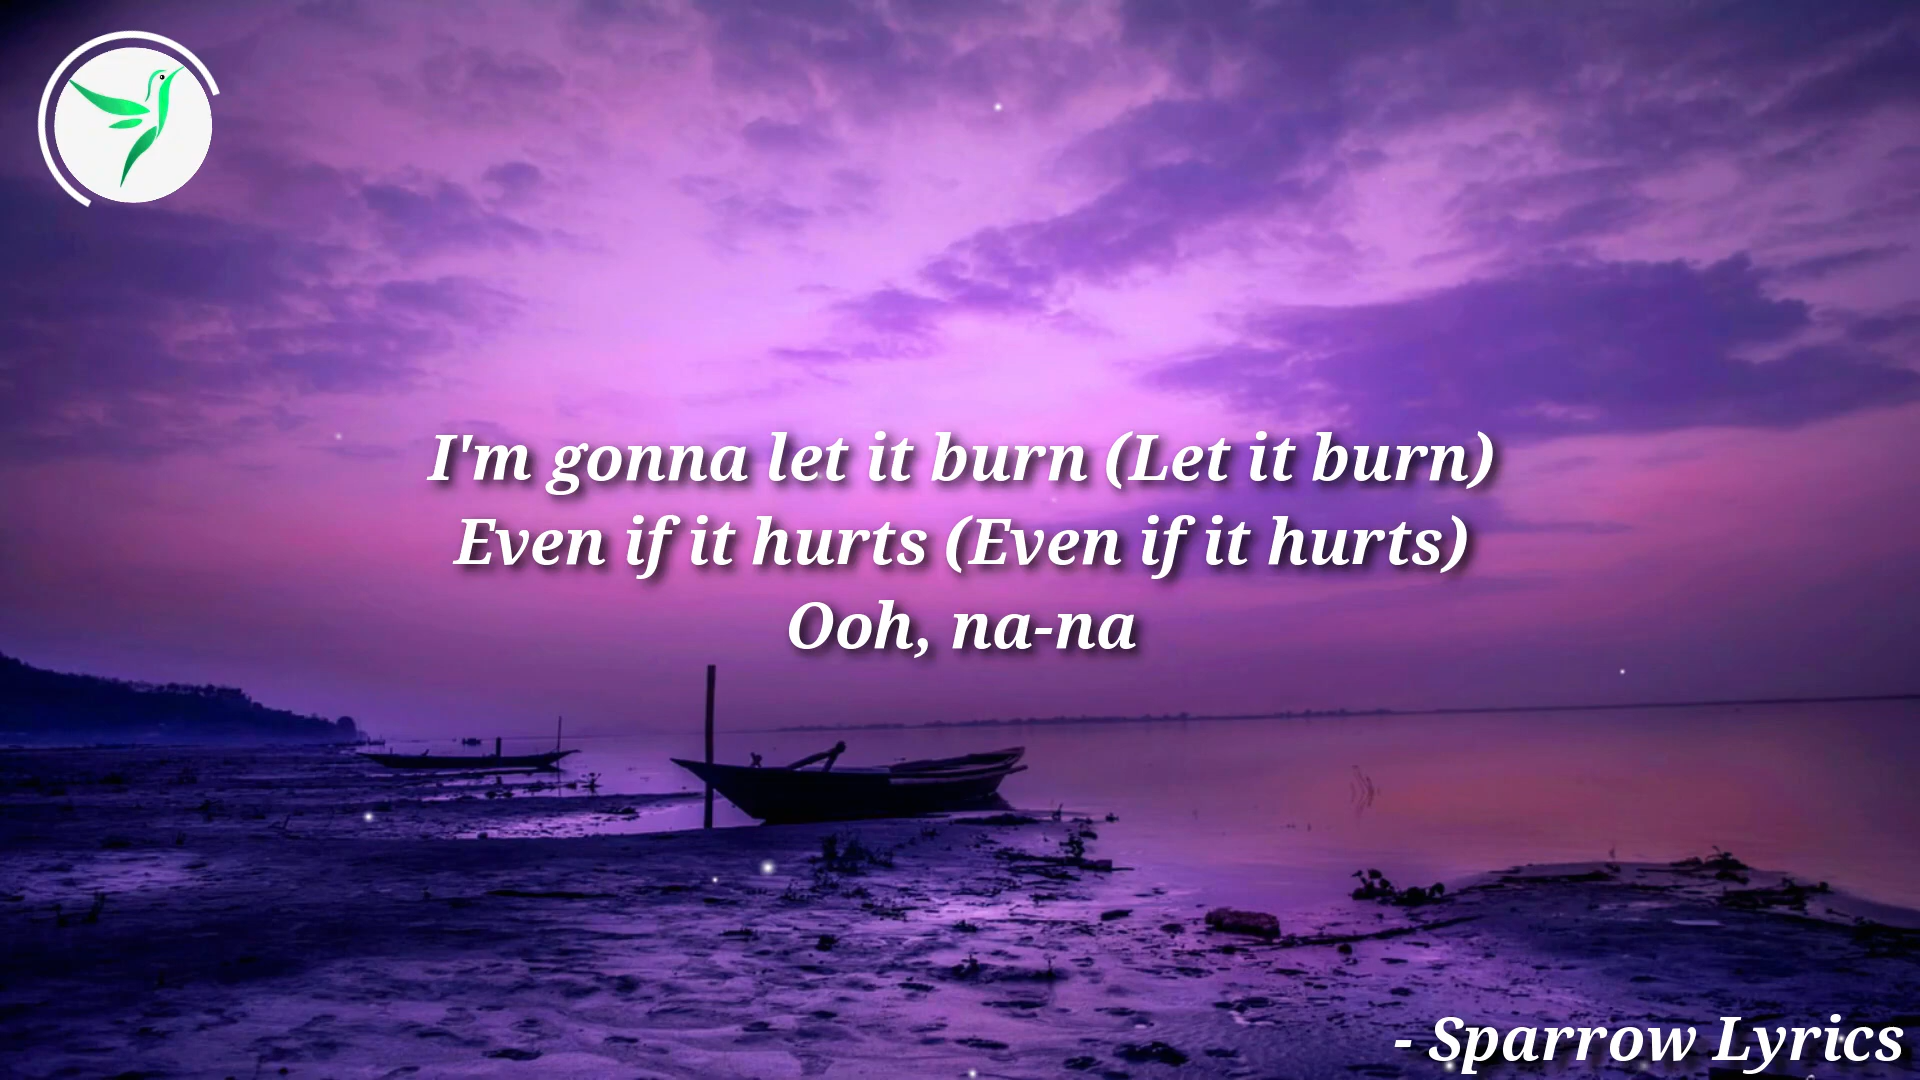 I'm gonna let it burn (Let it burn)
Even if it hurts (Even if it hurts)
Ooh, na-na
- Sparrow Lyrics